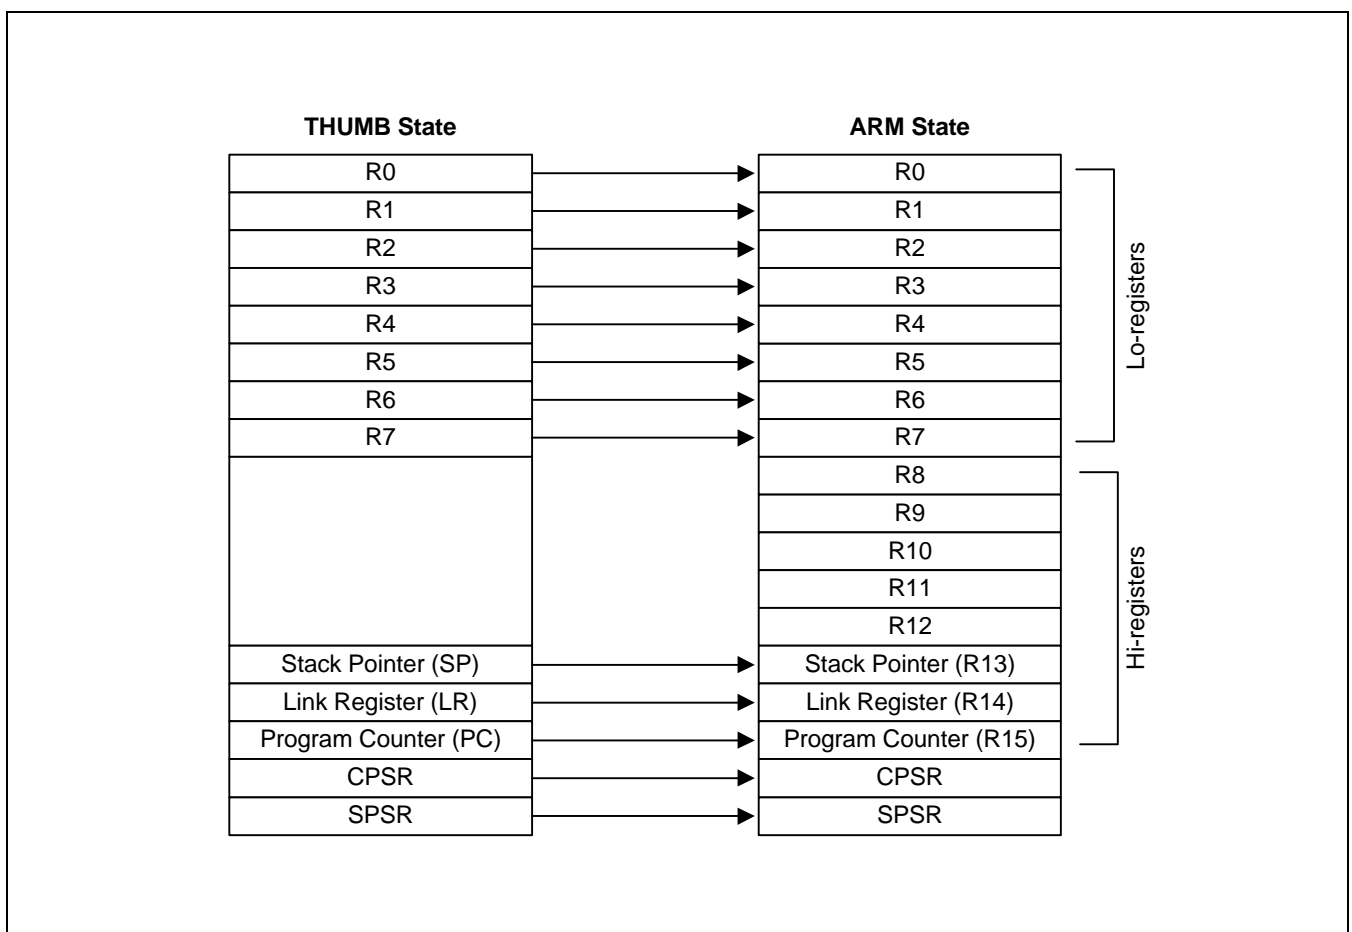 THUMB State
R0
R1
R2
R3
R4
R5
R6
R7
Stack Pointer (SP)
Link Register (LR)
Program Counter (PC)
CPSR
SPSR
ARM State
R0
R1
R2
R3
R4
R5
R6
R7
R8
R9
R10
R11
R12
Stack Pointer (R13)
Link Register (R14)
Program Counter (R15)
CPSR
SPSR
Lo-registers
Hi-registers